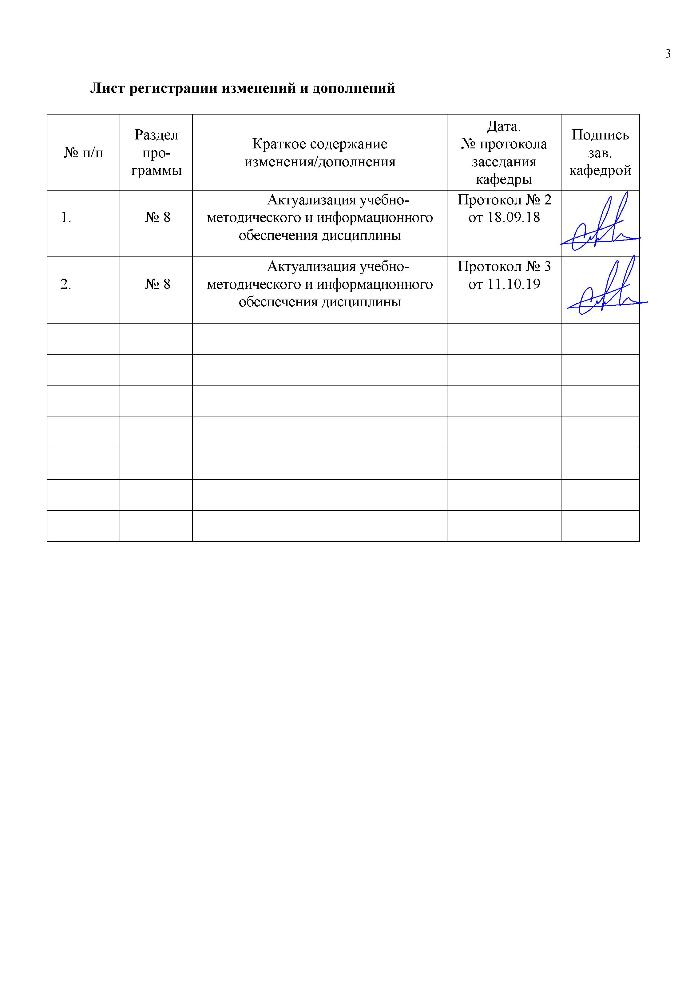 3
Лист регистрации изменений и дополнений
№ п/п
Раздел
про-
граммы
Краткое содержание
изменения/дополнения
Дата.
№ протокола
заседания
кафедры
Подпись
зав.
кафедрой
1.
№ 8
Актуализация учебно-
методического и информационного
обеспечения дисциплины
Протокол № 2
от 18.09.18
2.
№ 8
Актуализация учебно-
методического и информационного
обеспечения дисциплины
Протокол № 3
от 11.10.19